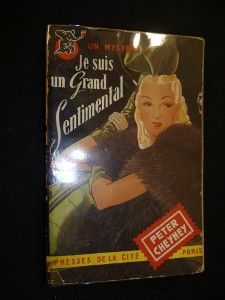 UN MYSTÈRE
Je suis
un Grand
Sentimental
PETER
CHEYNEY
PRESSES DE LA CITÉ
PARIS